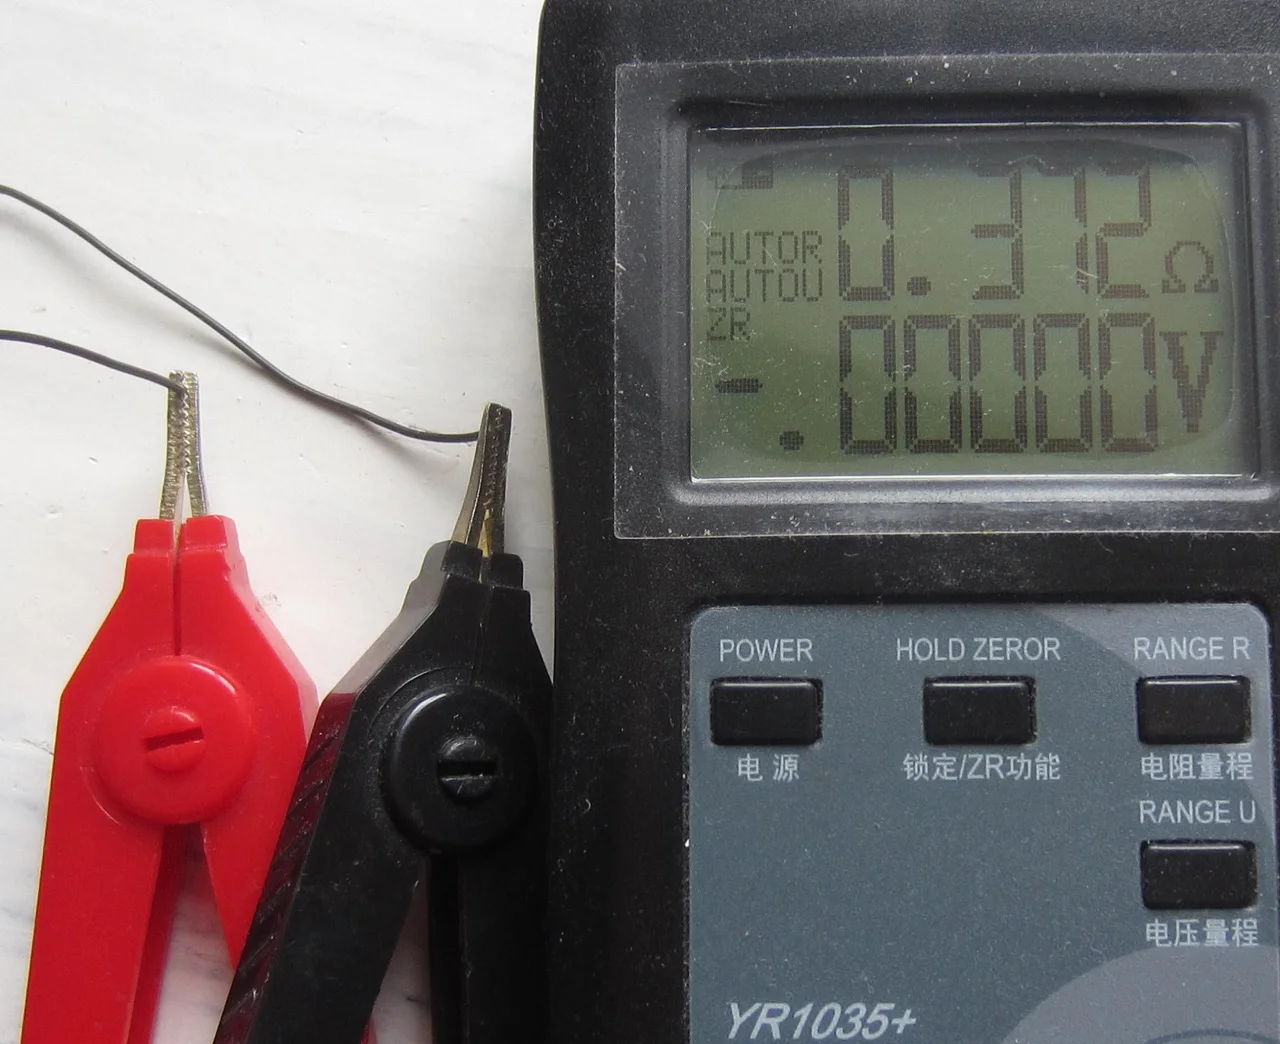 AUTOR
AUTOU
ZR
0.312 Ω
-.00000V
POWER HOLD ZEROR RANGE R
电源 锁定/ZR功能 电阻量程
RANGE U
电压量程
YR1035+